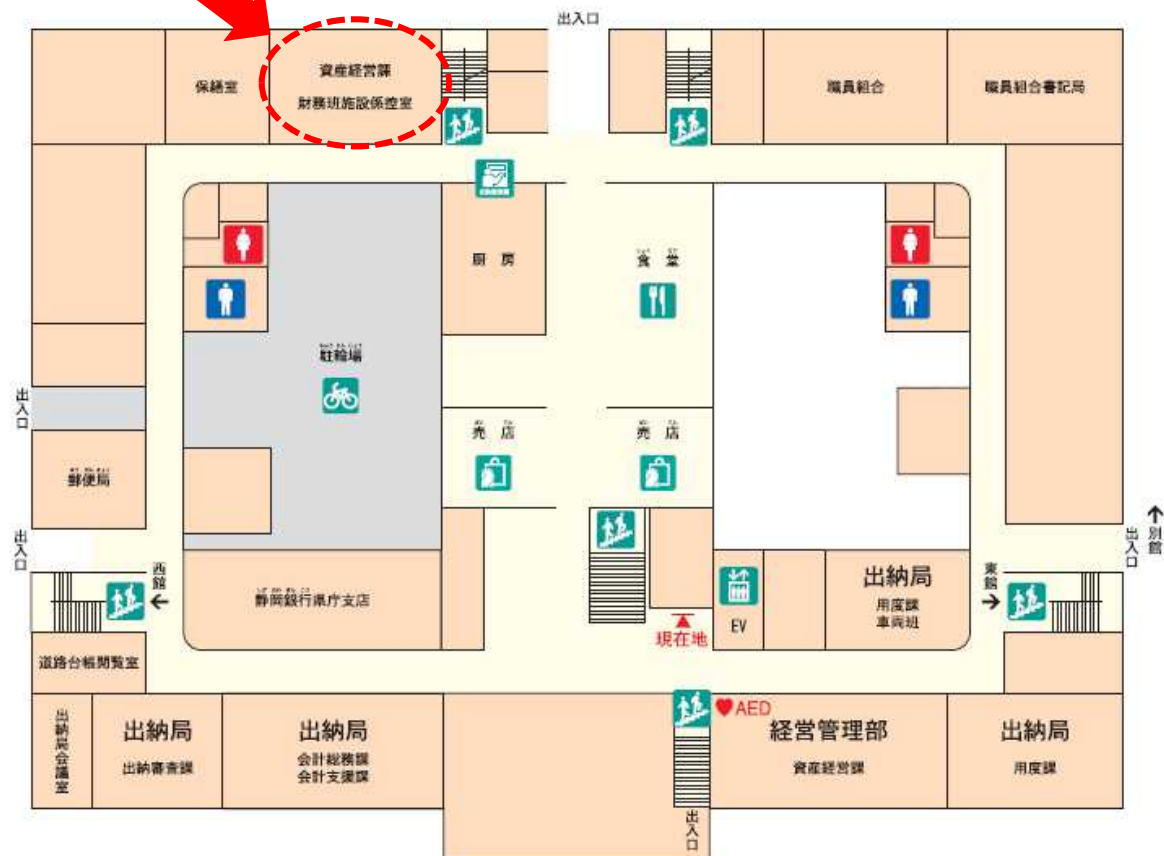 出入口
保繕室
資産経営課
財務班施設係控室
職員組合
職員組合書記局
厨房
食堂
駐輪場
出入口
売店
売店
郵便局
出入口
西館
静岡銀行県庁支店
現在地
EV
出納局
用度課
車両班
東館
出入口
別館
道路台帳閲覧室
出納局会議室
出納局
出納審査課
出納局
会計総務課
会計支援課
AED
経営管理部
資産経営課
出納局
用度課
出入口